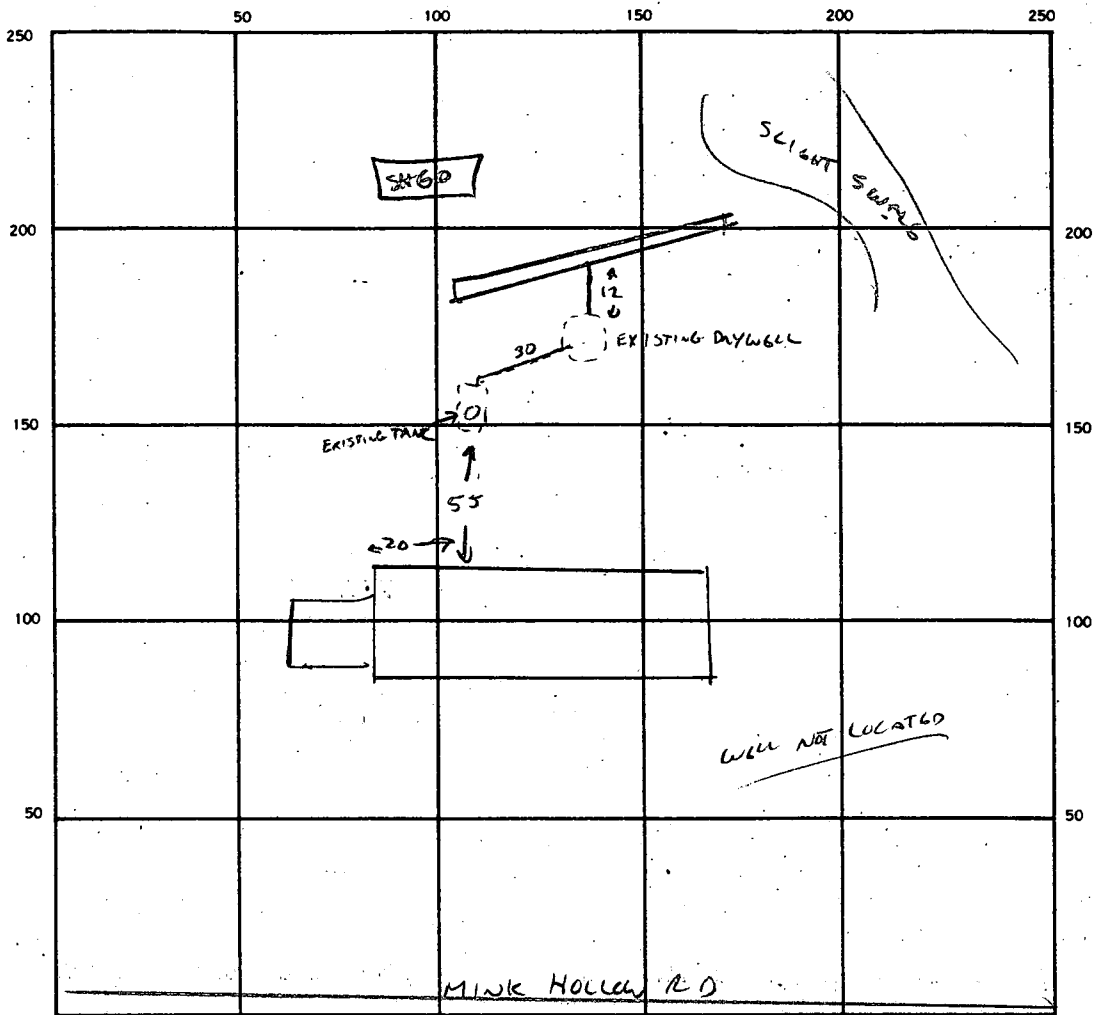 50 100 150 200 250
250
SLIGHT SWALE
SHED
200 200
12
EXISTING DRYWELL
30
150 150
EXISTING TANK
55
20
100 100
WELL NOT LOCATED
50 50
MINK HOLLOW RD